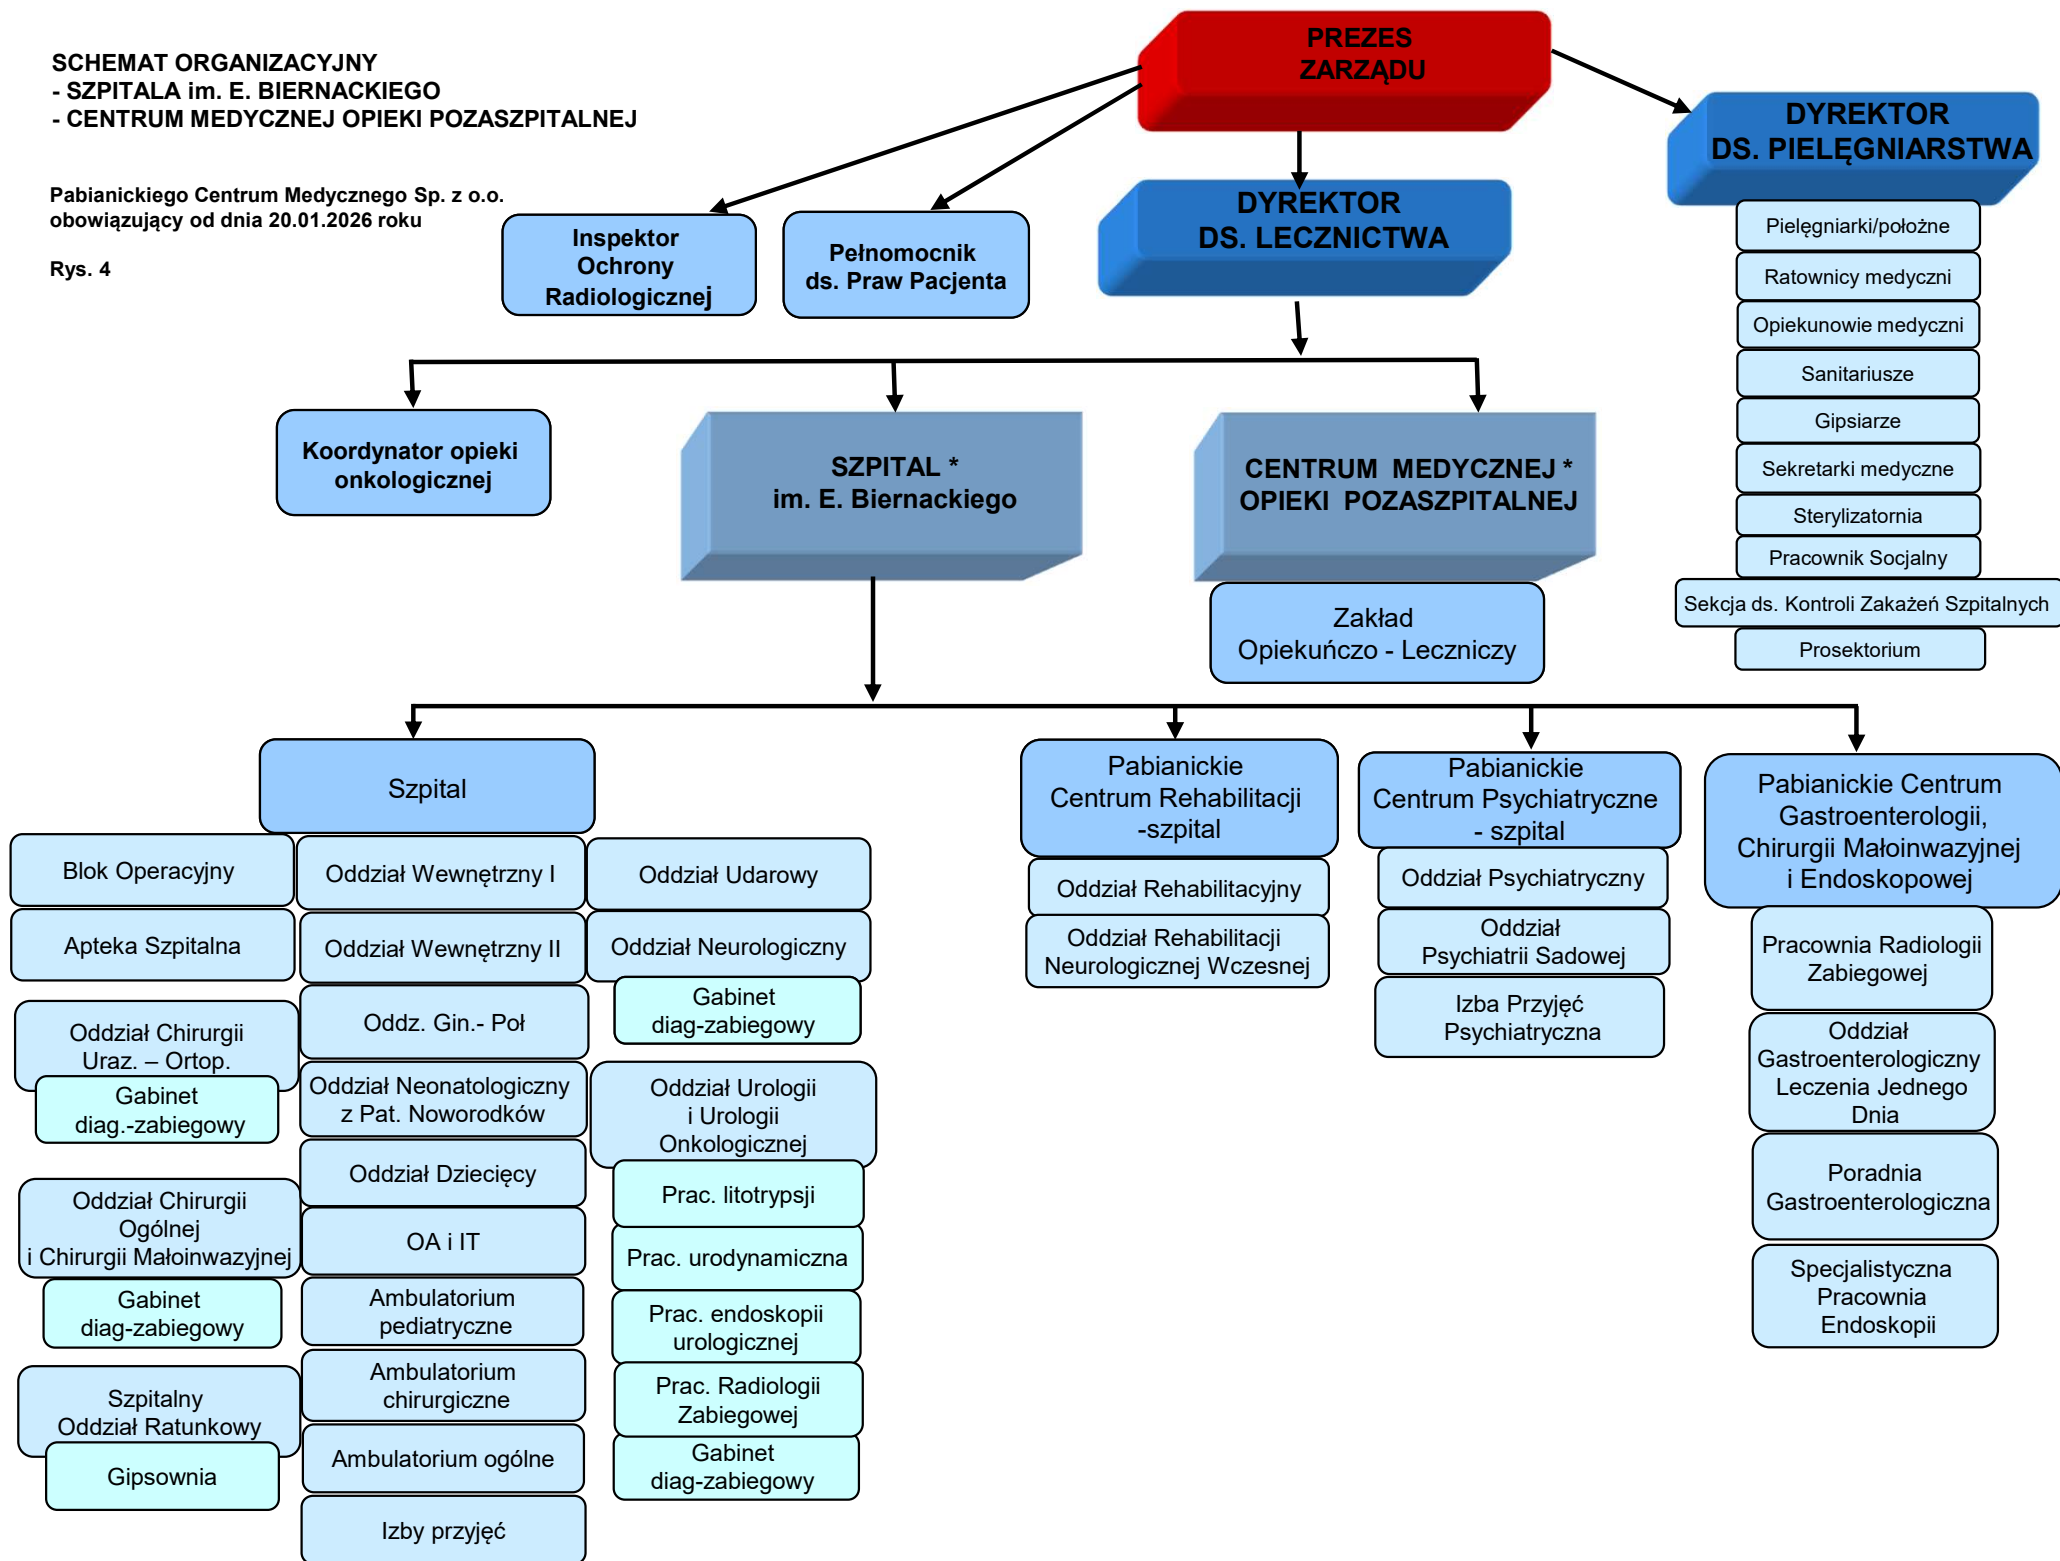 SCHEMAT ORGANIZACYJNY
- SZPITALA im. E. BIERNACKIEGO
- CENTRUM MEDYCZNEJ OPIEKI POZASZPITALNEJ
Pabianickiego Centrum Medycznego Sp. z o.o.
obowiązujący od dnia 20.01.2026 roku
Rys. 4
PREZES
ZARZĄDU
DYREKTOR
DS. PIELĘGNIARSTWA
Inspektor
Ochrony
Radiologicznej
Pełnomocnik
ds. Praw Pacjenta
DYREKTOR
DS. LECZNICTWA
Pielęgniarki/położne
Ratownicy medyczni
Opiekunowie medyczni
Sanitariusze
Gipsiarze
Sekretarki medyczne
Sterylizatornia
Pracownik Socjalny
Sekcja ds. Kontroli Zakażeń Szpitalnych
Prosektorium
Koordynator opieki
onkologicznej
SZPITAL *
im. E. Biernackiego
CENTRUM MEDYCZNEJ *
OPIEKI POZASZPITALNEJ
Zakład
Opiekuńczo - Leczniczy
Szpital
Blok Operacyjny
Apteka Szpitalna
Oddział Chirurgii
Uraz. – Ortop.
Gabinet
diag.-zabiegowy
Oddział Chirurgii
Ogólnej
i Chirurgii Małoinwazyjnej
Gabinet
diag-zabiegowy
Szpitalny
Oddział Ratunkowy
Gipsownia
Oddział Wewnętrzny I
Oddział Wewnętrzny II
Oddz. Gin.- Poł
Oddział Neonatologiczny
z Pat. Noworodków
Oddział Dziecięcy
OA i IT
Ambulatorium
pediatryczne
Ambulatorium
chirurgiczne
Ambulatorium ogólne
Izby przyjęć
Oddział Udarowy
Oddział Neurologiczny
Gabinet
diag-zabiegowy
Oddział Urologii
i Urologii
Onkologicznej
Prac. litotrypsji
Prac. urodynamiczna
Prac. endoskopii
urologicznej
Prac. Radiologii
Zabiegowej
Gabinet
diag-zabiegowy
Pabianickie
Centrum Rehabilitacji
-szpital
Oddział Rehabilitacyjny
Oddział Rehabilitacji
Neurologicznej Wczesnej
Pabianickie
Centrum Psychiatryczne
- szpital
Oddział Psychiatryczny
Oddział
Psychiatrii Sadowej
Izba Przyjęć
Psychiatryczna
Pabianickie Centrum
Gastroenterologii,
Chirurgii Małoinwazyjnej
i Endoskopowej
Pracownia Radiologii
Zabiegowej
Oddział
Gastroenterologiczny
Leczenia Jednego
Dnia
Poradnia
Gastroenterologiczna
Specjalistyczna
Pracownia
Endoskopii